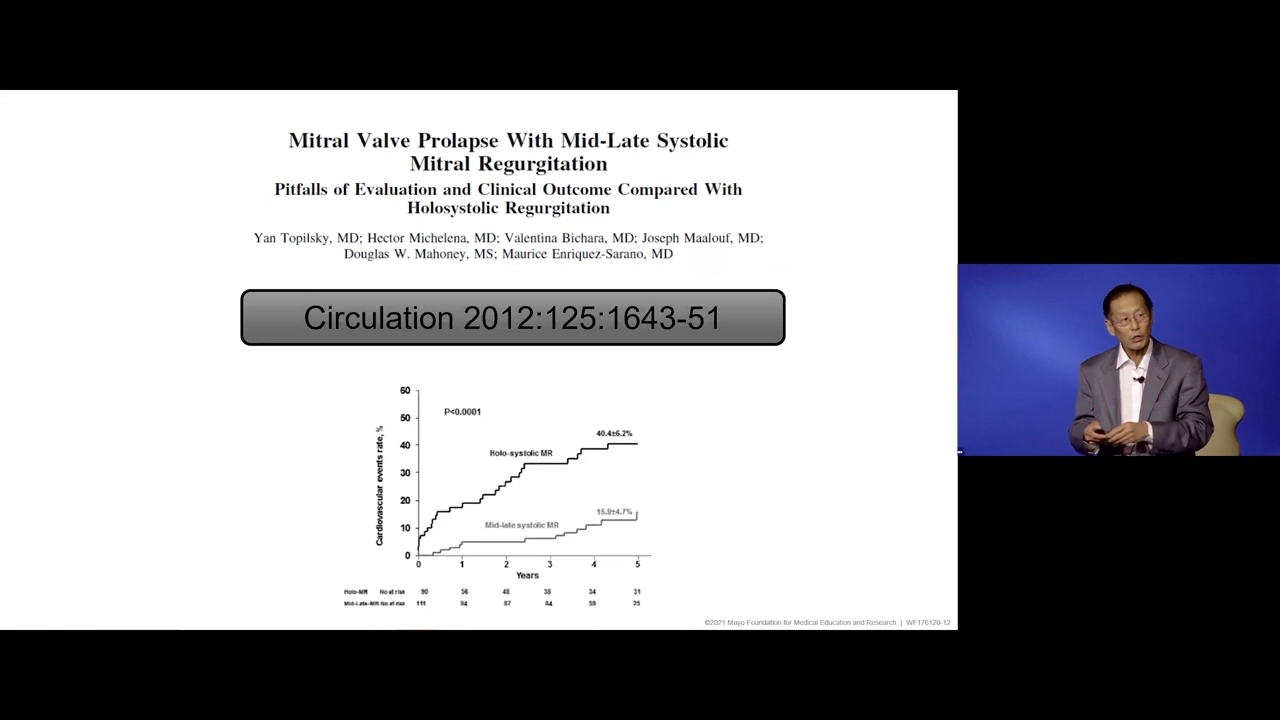 Mitral Valve Prolapse With Mid-Late Systolic
Mitral Regurgitation
Pitfalls of Evaluation and Clinical Outcome Compared With
Holosystolic Regurgitation
Yan Topilsky, MD; Hector Michelena, MD; Valentina Bichara, MD; Joseph Maalouf, MD;
Douglas W. Mahoney, MS; Maurice Enriquez-Sarano, MD
Circulation 2012:125:1643-51
Cardiovascular events rate, %
60
50
40
30
20
10
0
P<0.0001
40.4±6.2%
Holo-systolic MR
15.9±4.7%
Mid-late systolic MR
0 1 2 3 4 5
Years
Holo-MR No at risk 90 56 48 38 34 31
Mid-Late-MR No at risk 111 94 87 84 59 25
©2021 Mayo Foundation for Medical Education and Research | WF176120-12